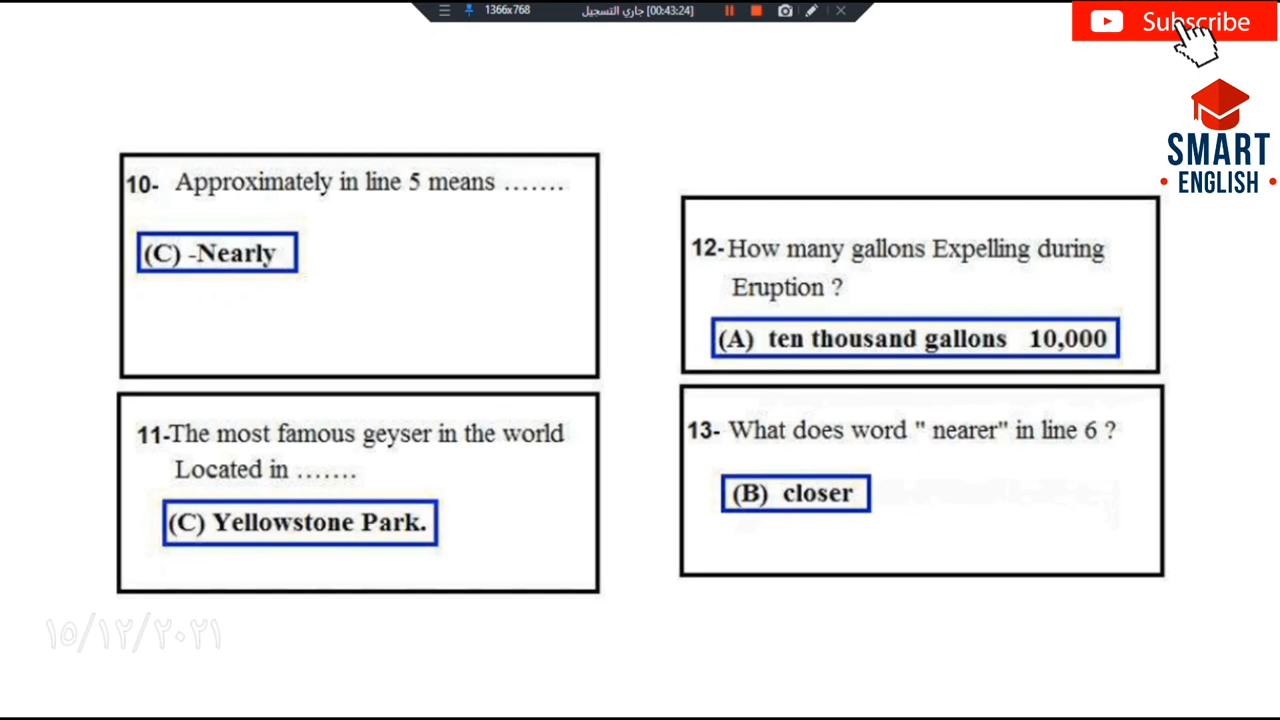 1366x768 [00:43:24] جاري التسجيل
Subscribe
SMART
• ENGLISH •
10- Approximately in line 5 means .......
(C) -Nearly
11-The most famous geyser in the world
Located in .......
(C) Yellowstone Park.
12-How many gallons Expelling during
Eruption ?
(A) ten thousand gallons 10,000
13- What does word " nearer" in line 6 ?
(B) closer
١٥/١٢/٢٠٢١